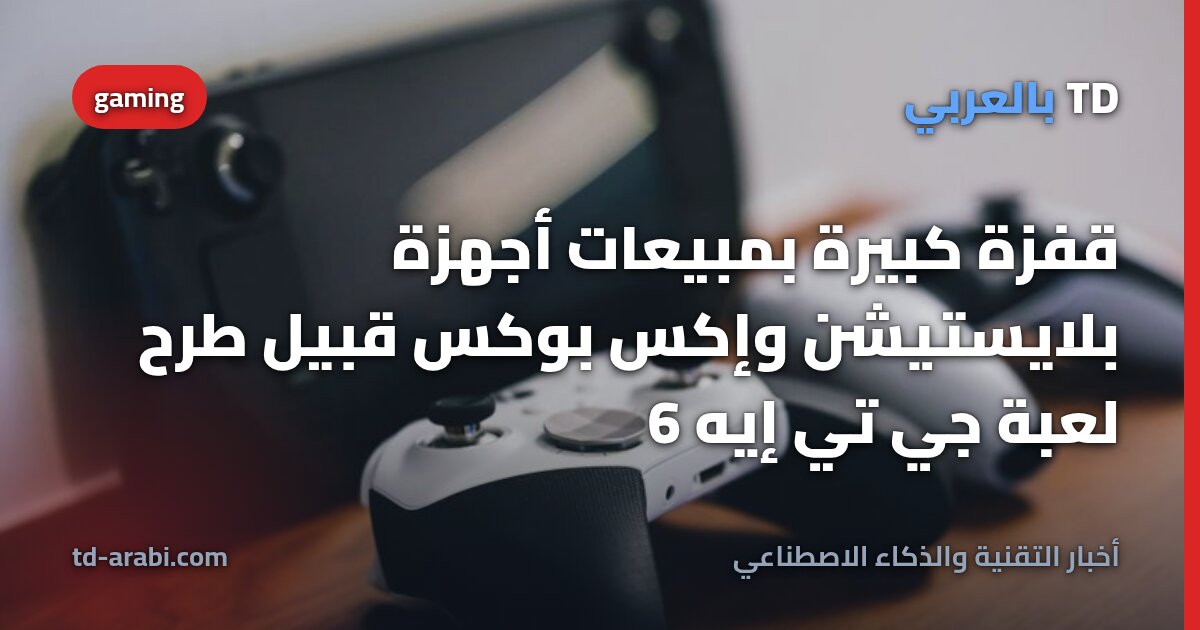 gaming
TD بالعربي
قفزة كبيرة بمبيعات أجهزة
بلايستيشن وإكس بوكس قبيل طرح
لعبة جي تي إيه 6
أخبار التقنية والذكاء الاصطناعي
td-arabi.com